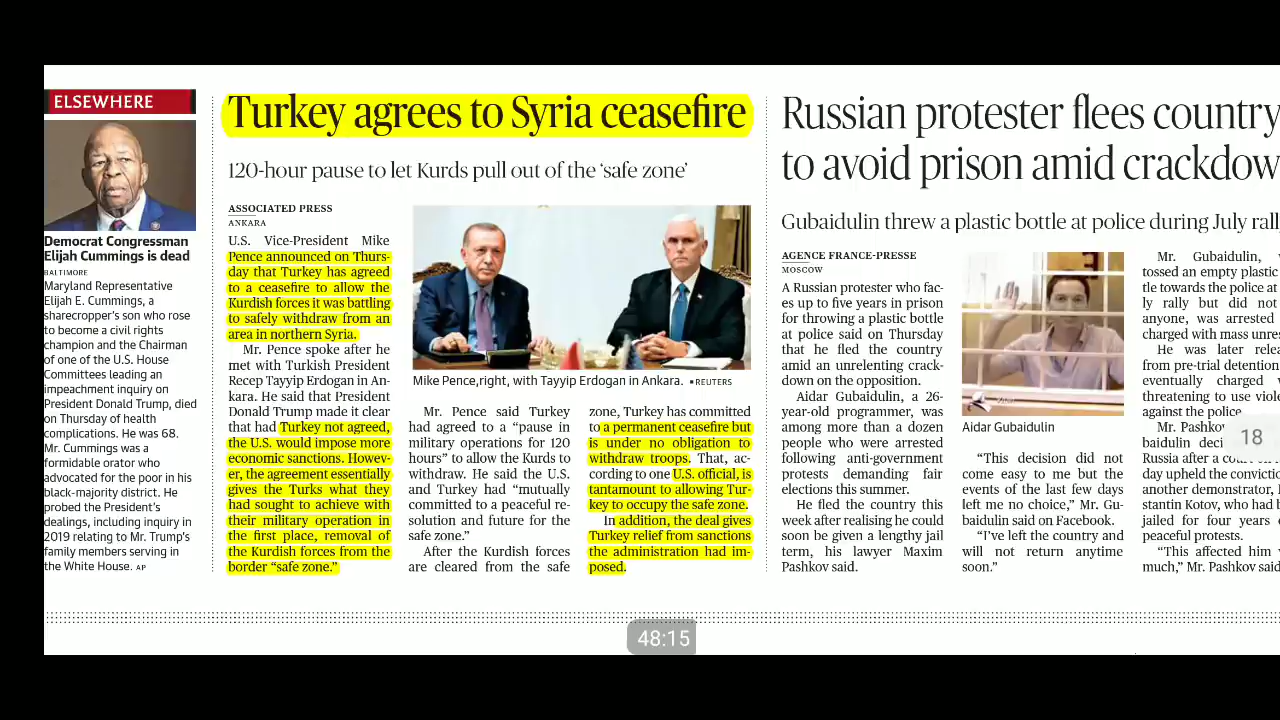 ELSEWHERE
Democrat Congressman
Elijah Cummings is dead
BALTIMORE
Maryland Representative
Elijah E. Cummings, a
sharecropper's son who rose
to become a civil rights
champion and the Chairman
of one of the U.S. House
Committees leading an
impeachment inquiry on
President Donald Trump, died
on Thursday of health
complications. He was 68.
Mr. Cummings was a
formidable orator who
advocated for the poor in his
black-majority district. He
probed the President's
dealings, including inquiry in
2019 relating to Mr. Trump's
family members serving in
the White House. AP
Turkey agrees to Syria ceasefire
120-hour pause to let Kurds pull out of the 'safe zone'
ASSOCIATED PRESS
ANKARA
U.S. Vice-President Mike
Pence announced on Thurs-
day that Turkey has agreed
to a ceasefire to allow the
Kurdish forces it was battling
to safely withdraw from an
area in northern Syria.
Mr. Pence spoke after he
met with Turkish President
Recep Tayyip Erdogan in An-
kara. He said that President
Donald Trump made it clear
that had Turkey not agreed,
the U.S. would impose more
economic sanctions. Howev-
er, the agreement essentially
gives the Turks what they
had sought to achieve with
their military operation in
the first place, removal of
the Kurdish forces from the
border "safe zone."
Mike Pence,right, with Tayyip Erdogan in Ankara. ▪REUTERS
Mr. Pence said Turkey
had agreed to a "pause in
military operations for 120
hours" to allow the Kurds to
withdraw. He said the U.S.
and Turkey had "mutually
committed to a peaceful re-
solution and future for the
safe zone."
After the Kurdish forces
are cleared from the safe
zone, Turkey has committed
to a permanent ceasefire but
is under no obligation to
withdraw troops. That, ac-
cording to one U.S. official, is
tantamount to allowing Tur-
key to occupy the safe zone.
In addition, the deal gives
Turkey relief from sanctions
the administration had im-
posed.
Russian protester flees country
to avoid prison amid crackdow
Gubaidulin threw a plastic bottle at police during July rall
AGENCE FRANCE-PRESSE
MOSCOW
A Russian protester who fac-
es up to five years in prison
for throwing a plastic bottle
at police said on Thursday
that he fled the country
amid an unrelenting crack-
down on the opposition.
Aidar Gubaidulin, a 26-
year-old programmer, was
among more than a dozen
people who were arrested
following anti-government
protests demanding fair
elections this summer.
He fled the country this
week after realising he could
soon be given a lengthy jail
term, his lawyer Maxim
Pashkov said.
Aidar Gubaidulin
"This decision did not
come easy to me but the
events of the last few days
left me no choice," Mr. Gu-
baidulin said on Facebook.
"I've left the country and
will not return anytime
soon."
Mr. Gubaidulin,
tossed an empty plastic
tle towards the police at
ly rally but did not
anyone, was arrested
charged with mass unre
He was later relea
from pre-trial detention
eventually charged
threatening to use viole
against the police.
Mr. Pashkov
baidulin deci
Russia after a court
day upheld the convictio
another demonstrator,
stantin Kotov, who had b
jailed for four years
peaceful protests.
"This affected him
much," Mr. Pashkov said
18
48:15